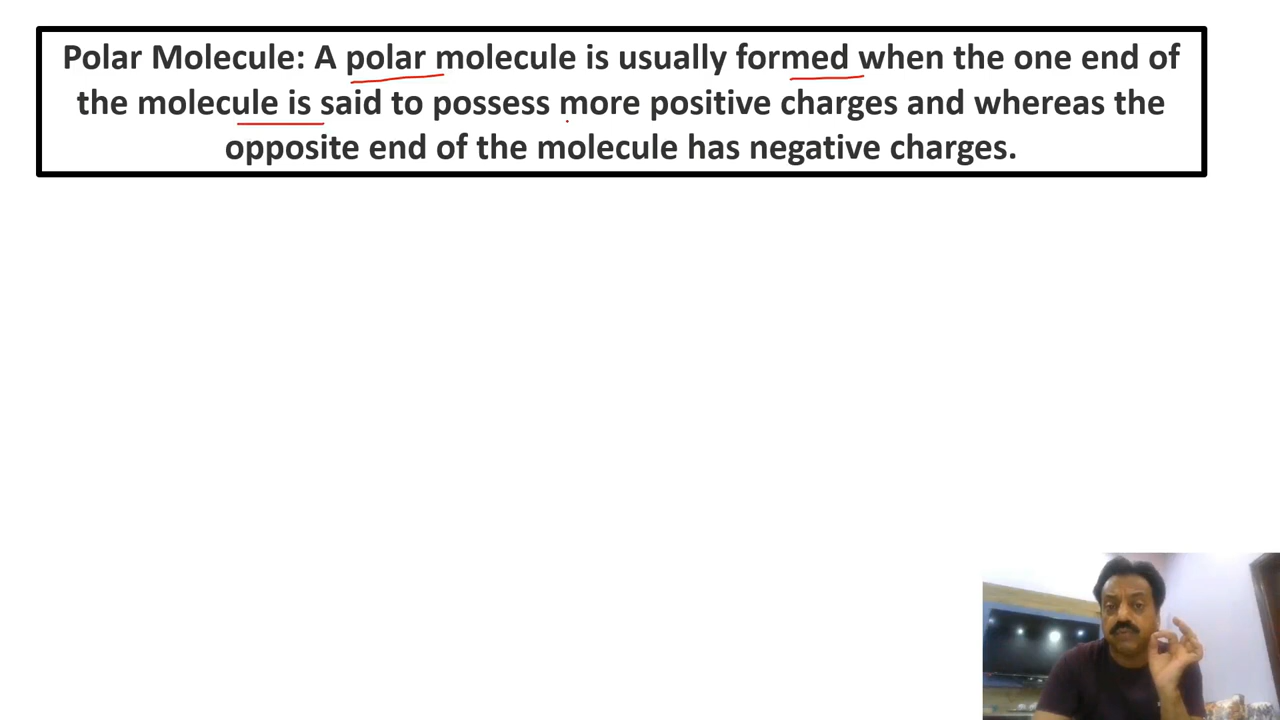 Polar Molecule: A polar molecule is usually formed when the one end of
the molecule is said to possess more positive charges and whereas the
opposite end of the molecule has negative charges.